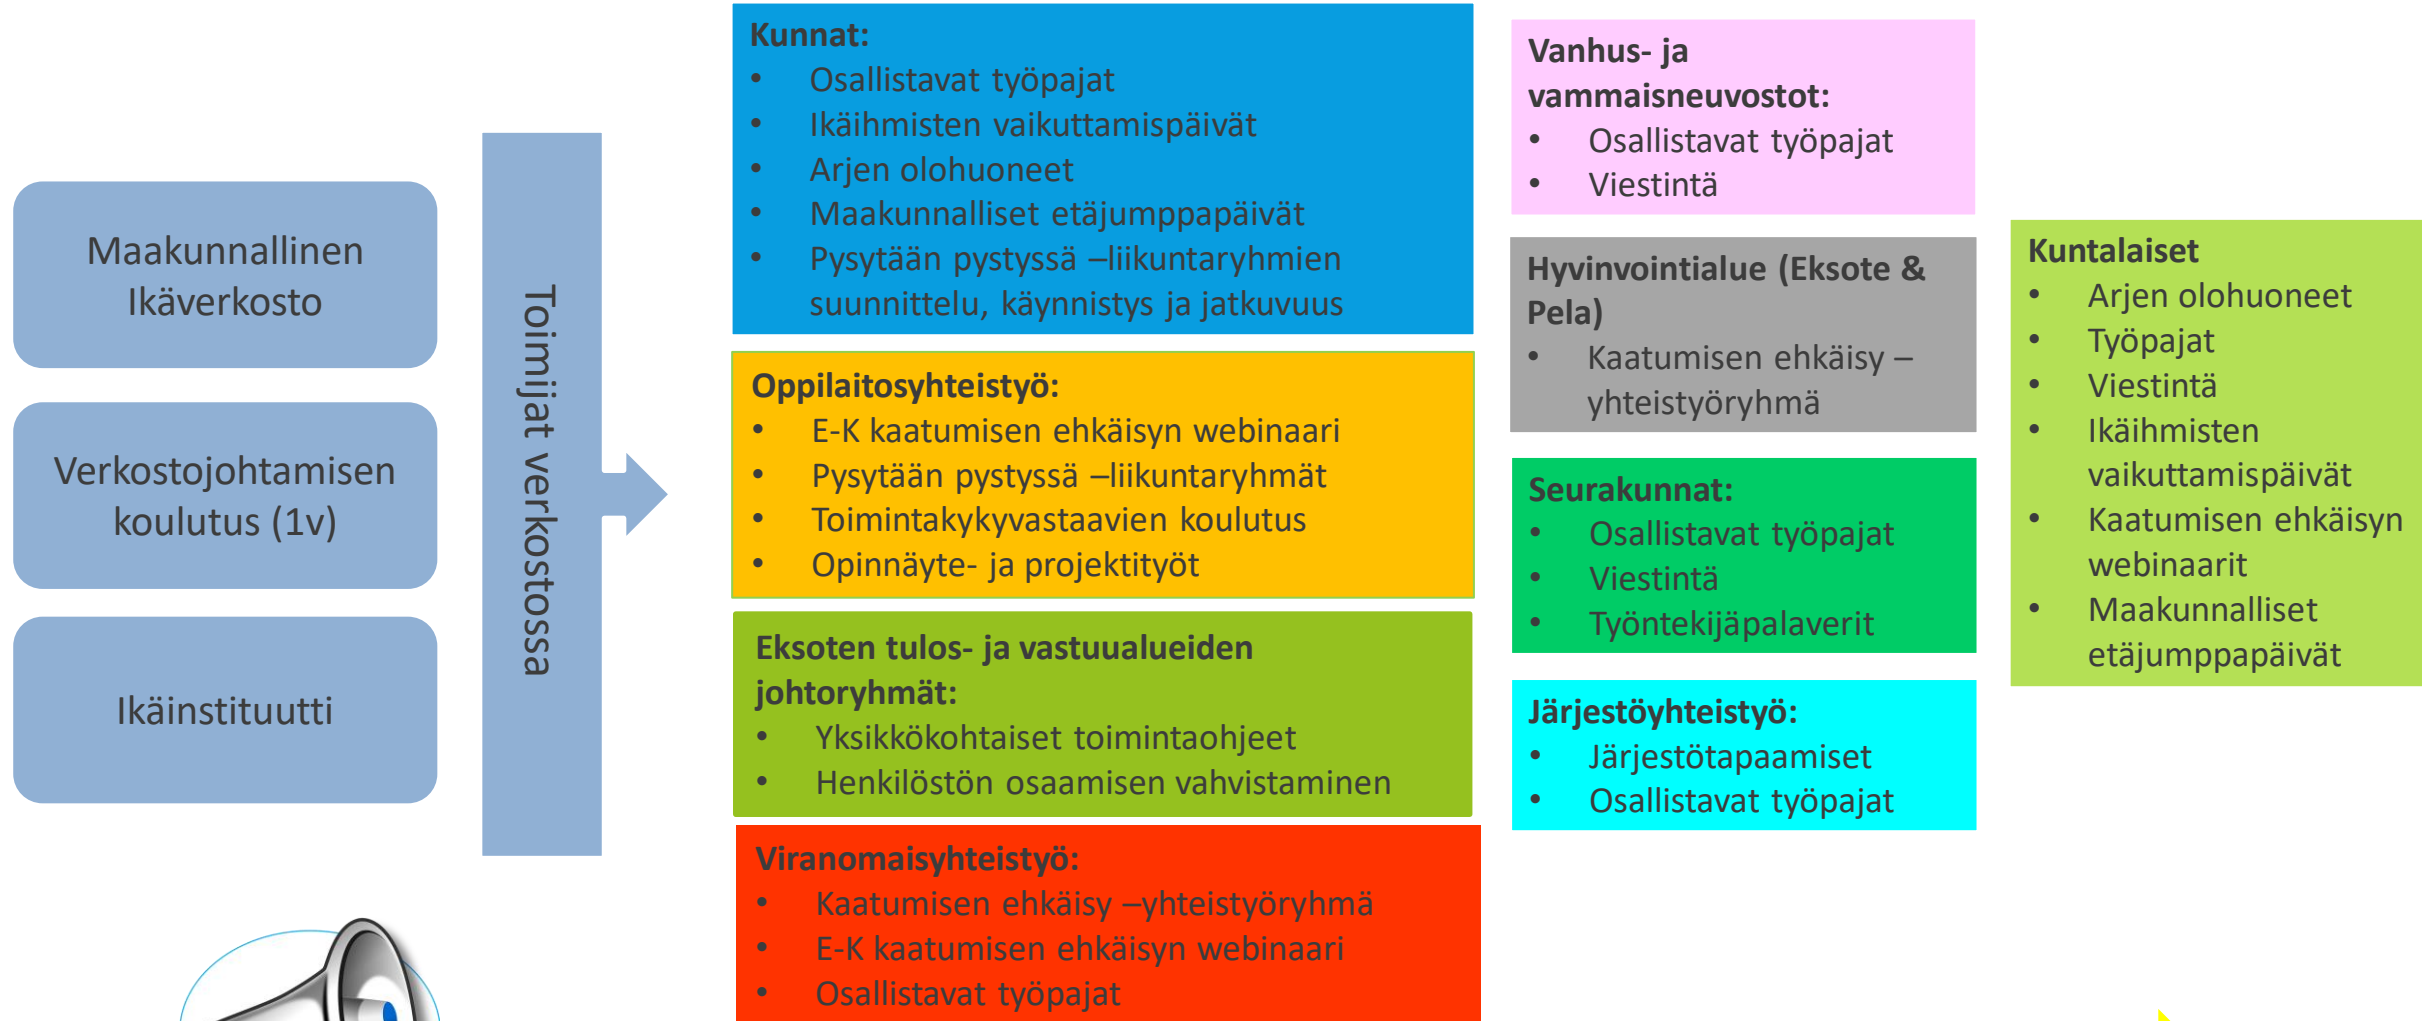 Maakunnallinen
Ikäverkosto
Verkostojohtamisen
koulutus (1v)
Ikäinstituutti
Toimijat verkostossa
Kunnat:
• Osallistavat työpajat
• Ikäihmisten vaikuttamispäivät
• Arjen olohuoneet
• Maakunnalliset etäjumppapäivät
• Pysytään pystyssä –liikuntaryhmien
suunnittelu, käynnistys ja jatkuvuus
Oppilaitosyhteistyö:
• E-K kaatumisen ehkäisyn webinaari
• Pysytään pystyssä –liikuntaryhmät
• Toimintakykyvastaavien koulutus
• Opinnäyte- ja projektityöt
Eksoten tulos- ja vastuualueiden
johtoryhmät:
• Yksikkökohtaiset toimintaohjeet
• Henkilöstön osaamisen vahvistaminen
Viranomaisyhteistyö:
• Kaatumisen ehkäisy –yhteistyöryhmä
• E-K kaatumisen ehkäisyn webinaari
• Osallistavat työpajat
Vanhus- ja
vammaisneuvostot:
• Osallistavat työpajat
• Viestintä
Hyvinvointialue (Eksote &
Pela)
• Kaatumisen ehkäisy –
yhteistyöryhmä
Seurakunnat:
• Osallistavat työpajat
• Viestintä
• Työntekijäpalaverit
Järjestöyhteistyö:
• Järjestötapaamiset
• Osallistavat työpajat
Kuntalaiset
• Arjen olohuoneet
• Työpajat
• Viestintä
• Ikäihmisten
vaikuttamispäivät
• Kaatumisen ehkäisyn
webinaarit
• Maakunnalliset
etäjumppapäivät